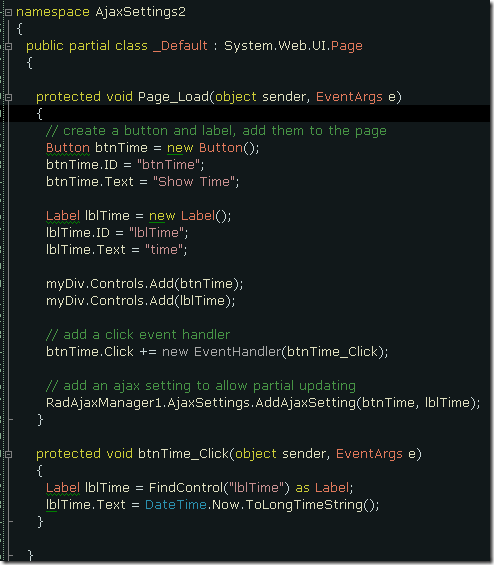 namespace AjaxSettings2
{
public partial class _Default : System.Web.UI.Page
{
protected void Page_Load(object sender, EventArgs e)
{
// create a button and label, add them to the page
Button btnTime = new Button();
btnTime.ID = "btnTime";
btnTime.Text = "Show Time";
Label lblTime = new Label();
lblTime.ID = "lblTime";
lblTime.Text = "time";
myDiv.Controls.Add(btnTime);
myDiv.Controls.Add(lblTime);
// add a click event handler
btnTime.Click += new EventHandler(btnTime_Click);
// add an ajax setting to allow partial updating
RadAjaxManager1.AjaxSettings.AddAjaxSetting(btnTime, lblTime);
}
protected void btnTime_Click(object sender, EventArgs e)
{
Label lblTime = FindControl("lblTime") as Label;
lblTime.Text = DateTime.Now.ToLongTimeString();
}
}